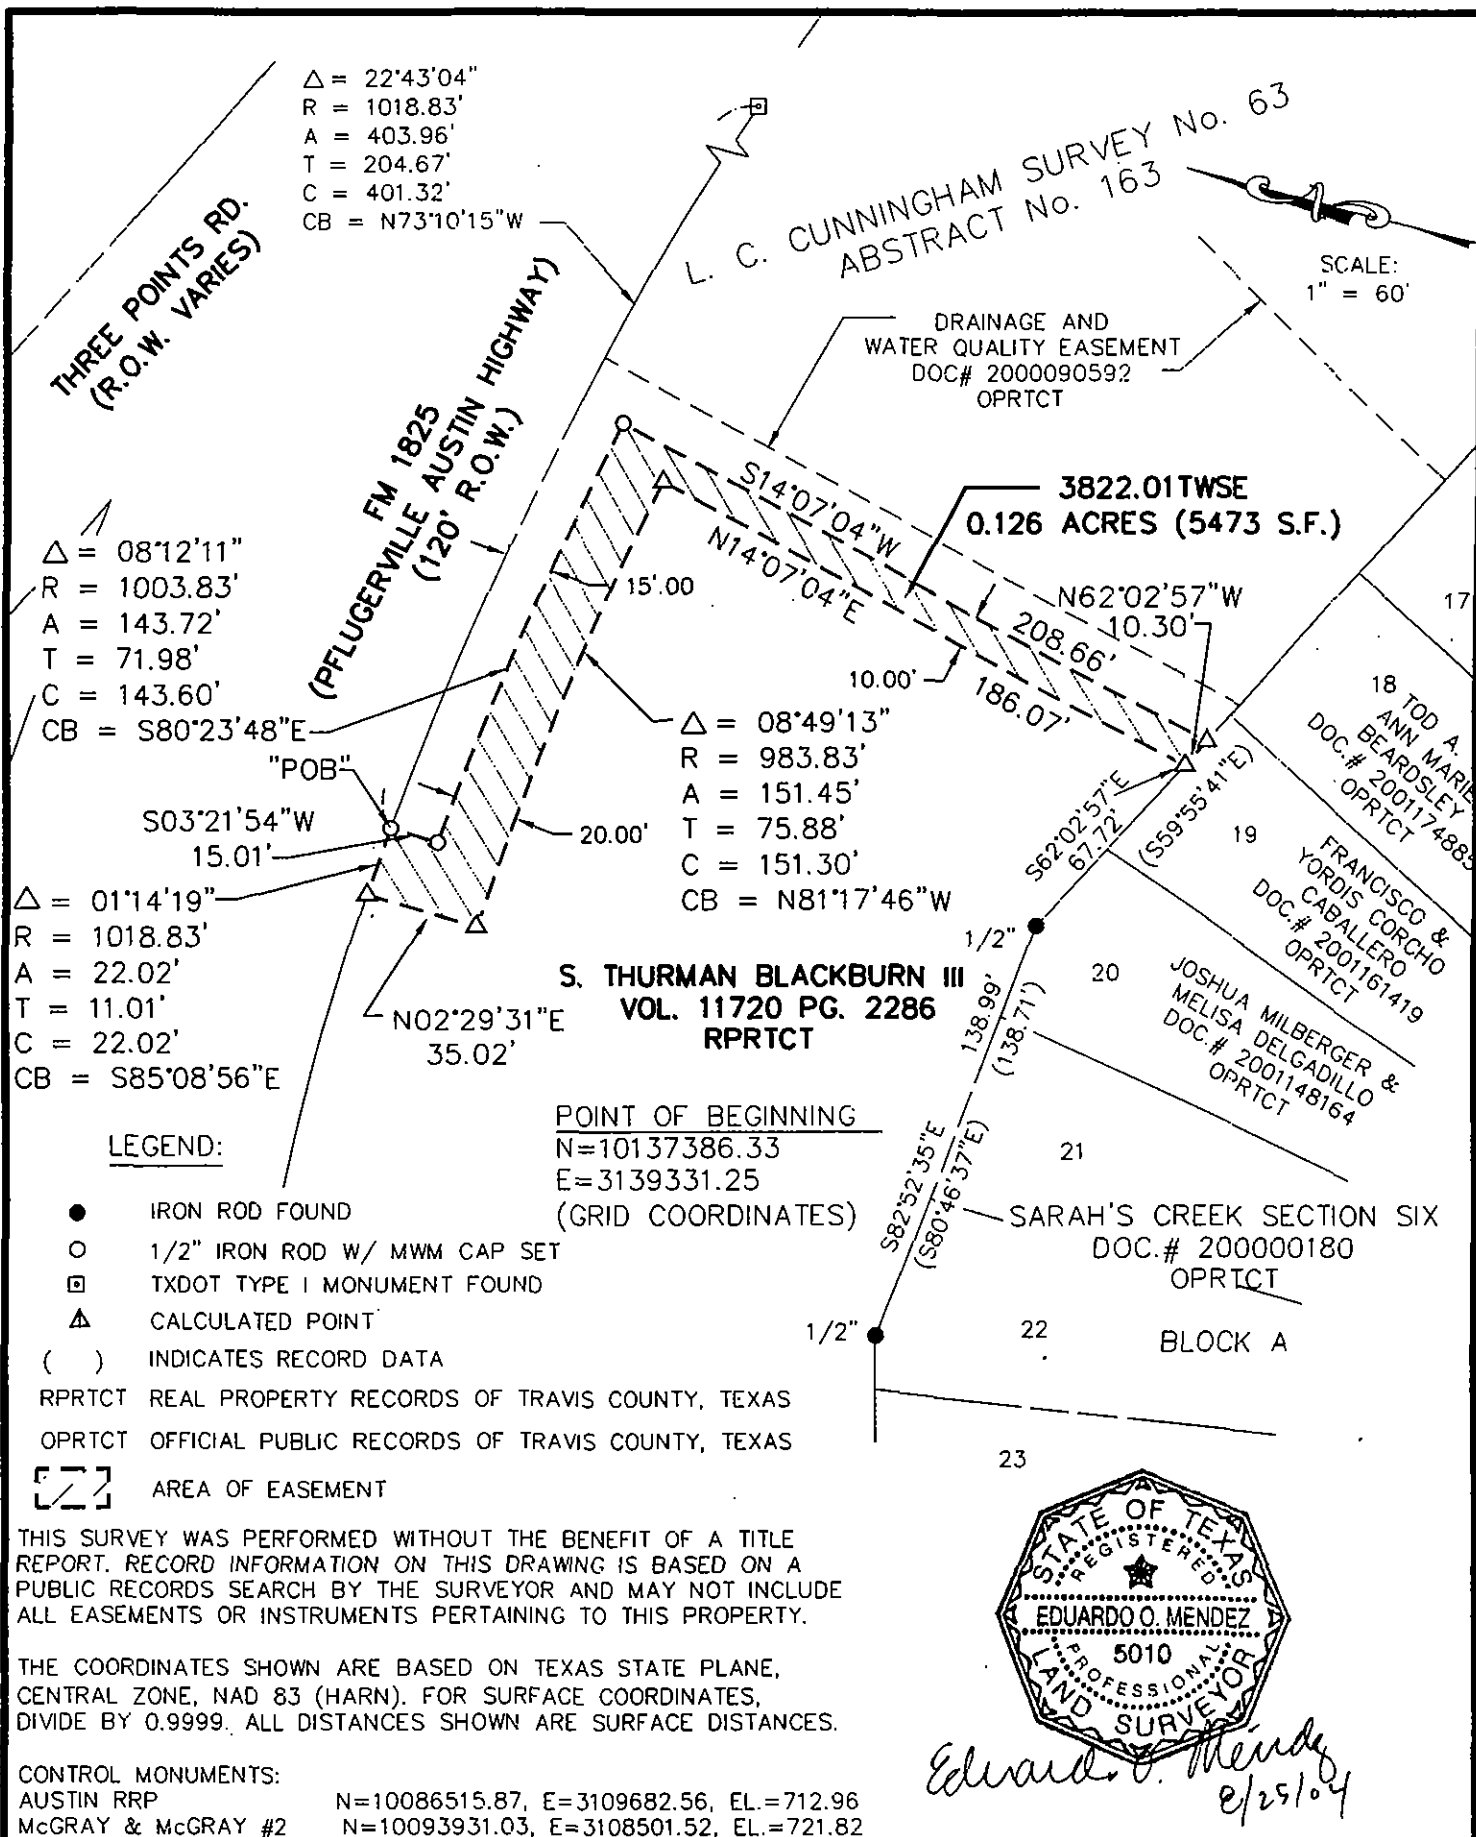 △ = 22°43'04"
R = 1018.83'
A = 403.96'
T = 204.67'
C = 401.32'
CB = N73°10'15"W
THREE POINTS RD.
(R.O.W. VARIES)
L. C. CUNNINGHAM SURVEY No. 63
ABSTRACT No. 163
SCALE:
1" = 60'
DRAINAGE AND
WATER QUALITY EASEMENT
DOC# 2000090592
OPRTCT
FM 1825
(PFLUGERVILLE AUSTIN HIGHWAY)
(120' R.O.W.)
3822.01TWSE
0.126 ACRES (5473 S.F.)
S14°07'04"W
208.66'
N14°07'04"E
186.07'
15'.00
10.00'
N62°02'57"W
10.30'
△ = 08°12'11"
R = 1003.83'
A = 143.72'
T = 71.98'
C = 143.60'
CB = S80°23'48"E
△ = 08°49'13"
R = 983.83'
A = 151.45'
T = 75.88'
C = 151.30'
CB = N81°17'46"W
"POB"
S03°21'54"W
15.01'
20.00'
△ = 01°14'19"
R = 1018.83'
A = 22.02'
T = 11.01'
C = 22.02'
CB = S85°08'56"E
N02°29'31"E
35.02'
S. THURMAN BLACKBURN III
VOL. 11720 PG. 2286
RPRTCT
S62°02'57"E
67.72'
(S59°55'41"E)
17
18
TOD A.
ANN MARIE
BEARDSLEY
DOC.# 2001174885
OPRTCT
19
FRANCISCO &
YORDIS CORCHO
CABALLERO
DOC.# 2001161419
OPRTCT
1/2"
20
JOSHUA MILBERGER &
MELISA DELGADILLO
DOC.# 2001148164
OPRTCT
138.99'
(138.71')
S82°52'35"E
(S80°46'37"E)
21
SARAH'S CREEK SECTION SIX
DOC.# 200000180
OPRTCT
1/2"
22
BLOCK A
23
POINT OF BEGINNING
N=10137386.33
E=3139331.25
(GRID COORDINATES)
LEGEND:
IRON ROD FOUND
1/2" IRON ROD W/ MWM CAP SET
TXDOT TYPE I MONUMENT FOUND
CALCULATED POINT
( ) INDICATES RECORD DATA
RPRTCT REAL PROPERTY RECORDS OF TRAVIS COUNTY, TEXAS
OPRTCT OFFICIAL PUBLIC RECORDS OF TRAVIS COUNTY, TEXAS
AREA OF EASEMENT
THIS SURVEY WAS PERFORMED WITHOUT THE BENEFIT OF A TITLE
REPORT. RECORD INFORMATION ON THIS DRAWING IS BASED ON A
PUBLIC RECORDS SEARCH BY THE SURVEYOR AND MAY NOT INCLUDE
ALL EASEMENTS OR INSTRUMENTS PERTAINING TO THIS PROPERTY.
THE COORDINATES SHOWN ARE BASED ON TEXAS STATE PLANE,
CENTRAL ZONE, NAD 83 (HARN). FOR SURFACE COORDINATES,
DIVIDE BY 0.9999. ALL DISTANCES SHOWN ARE SURFACE DISTANCES.
CONTROL MONUMENTS:
AUSTIN RRP N=10086515.87, E=3109682.56, EL.=712.96
McGRAY & McGRAY #2 N=10093931.03, E=3108501.52, EL.=721.82
STATE OF TEXAS
REGISTERED
EDUARDO O. MENDEZ
5010
PROFESSIONAL
LAND SURVEYOR
Eduardo O. Mendez
8/25/04